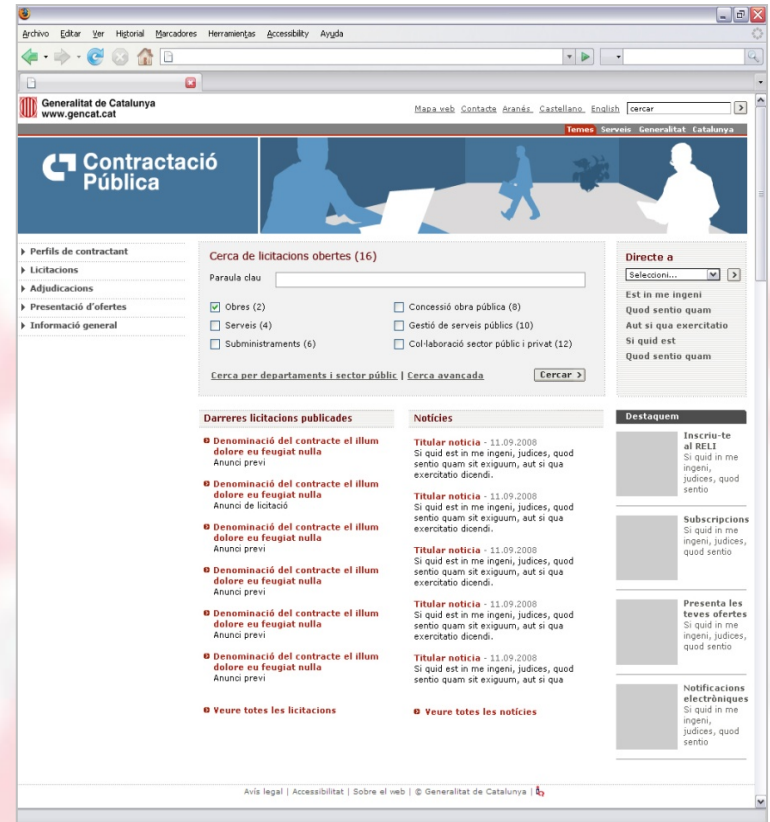 Archivo Editar Ver Higtorial Marcadores Herramientas Accessibility Ayuda
Generalitat de Catalunya
www.gencat.cat
Mapa web Contacte Aranés Castellano English cercar
Temes Serveis Generalitat Catalunya
Contractació
Pública
Perfils de contractant
Licitacions
Adjudicacions
Presentació d'ofertes
Informació general
Cerca de licitacions obertes (16)
Paraula clau
Obres (2)
Concessió obra pública (8)
Serveis (4)
Gestió de serveis públics (10)
Subministraments (6)
Col·laboració sector públic i privat (12)
Cerca per departaments i sector públic | Cerca avançada
Cercar >
Directe a
Seleccioni...
Est in me ingeni
Quod sentio quam
Aut si qua exercitatio
Si quid est
Quod sentio quam
Darreres licitacions publicades
Denominació del contracte el illum
dolore eu feugiat nulla
Anunci previ
Denominació del contracte el illum
dolore eu feugiat nulla
Anunci de licitació
Denominació del contracte el illum
dolore eu feugiat nulla
Anunci previ
Denominació del contracte el illum
dolore eu feugiat nulla
Anunci previ
Denominació del contracte el illum
dolore eu feugiat nulla
Anunci previ
Denominació del contracte el illum
dolore eu feugiat nulla
Anunci previ
Veure totes les licitacions
Notícies
Titular noticia - 11.09.2008
Si quid est in me ingeni, judices, quod
sentio quam sit exiguum, aut si qua
exercitatio dicendi.
Titular noticia - 11.09.2008
Si quid est in me ingeni, judices, quod
sentio quam sit exiguum, aut si qua
exercitatio dicendi.
Titular noticia - 11.09.2008
Si quid est in me ingeni, judices, quod
sentio quam sit exiguum, aut si qua
exercitatio dicendi.
Titular noticia - 11.09.2008
Si quid est in me ingeni, judices, quod
sentio quam sit exiguum, aut si qua
exercitatio dicendi.
Titular noticia - 11.09.2008
Si quid est in me ingeni, judices, quod
sentio quam sit exiguum, aut si qua
Veure totes les notícies
Destaquem
Inscriu-te
al RELI
Si quid in me
ingeni,
judices, quod
sentio
Subscripcions
Si quid in me
ingeni, judices,
quod sentio
Presenta les
teves ofertes
Si quid in me
ingeni, judices,
quod sentio
Notificacions
electròniques
Si quid in me
ingeni,
judices, quod
sentio
Avís legal | Accessibilitat | Sobre el web | © Generalitat de Catalunya |